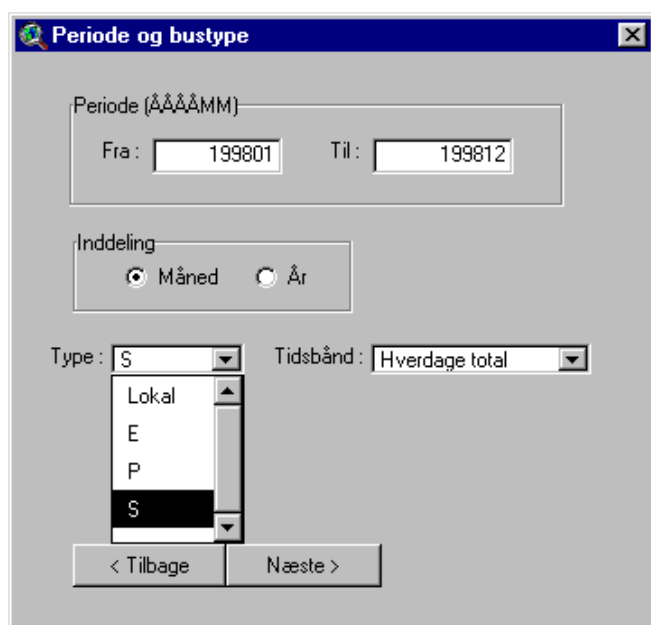 Periode og bustype
Periode (ÅÅÅÅMM)
Fra : 199801 Til : 199812
Inddeling
Måned År
Type : S Tidsbånd : Hverdage total
Lokal
E
P
S
< Tilbage Næste >